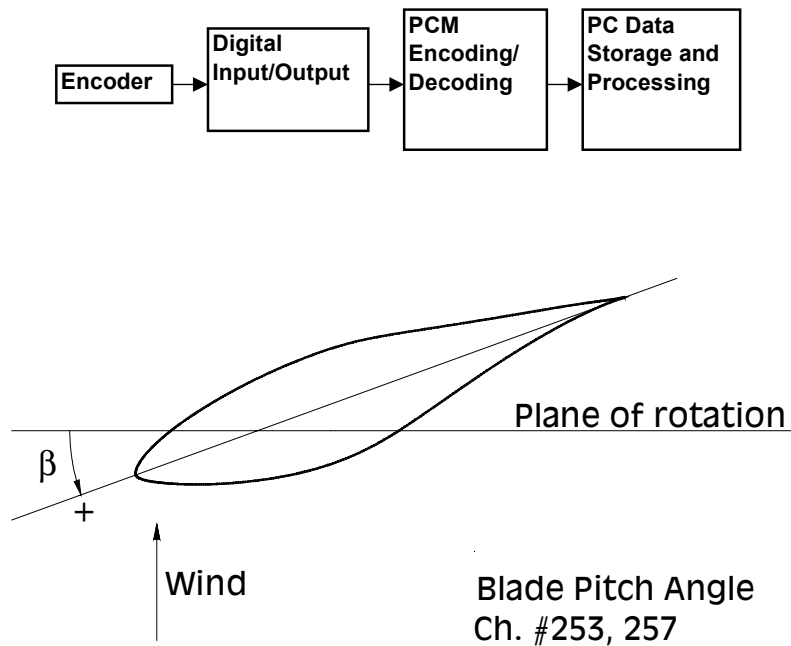 Encoder
Digital
Input/Output
PCM
Encoding/
Decoding
PC Data
Storage and
Processing
Plane of rotation
β
+
Wind
Blade Pitch Angle
Ch. #253, 257